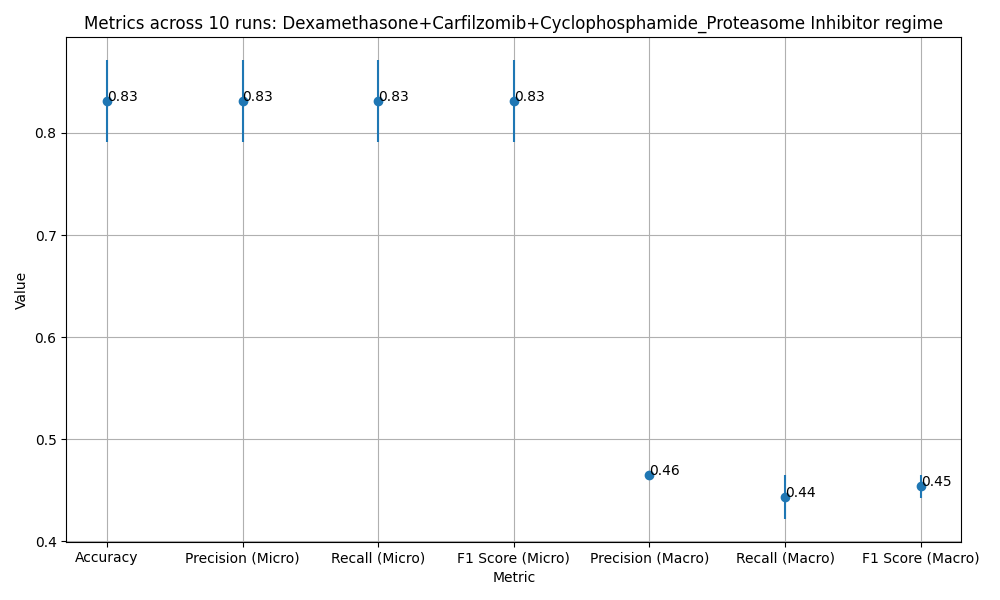 Metrics across 10 runs: Dexamethasone+Carfilzomib+Cyclophosphamide_Proteasome Inhibitor regime
Value
0.8
0.7
0.6
0.5
0.4
0.83 0.83 0.83 0.83
0.46 0.44 0.45
Accuracy Precision (Micro) Recall (Micro) F1 Score (Micro) Precision (Macro) Recall (Macro) F1 Score (Macro)
Metric